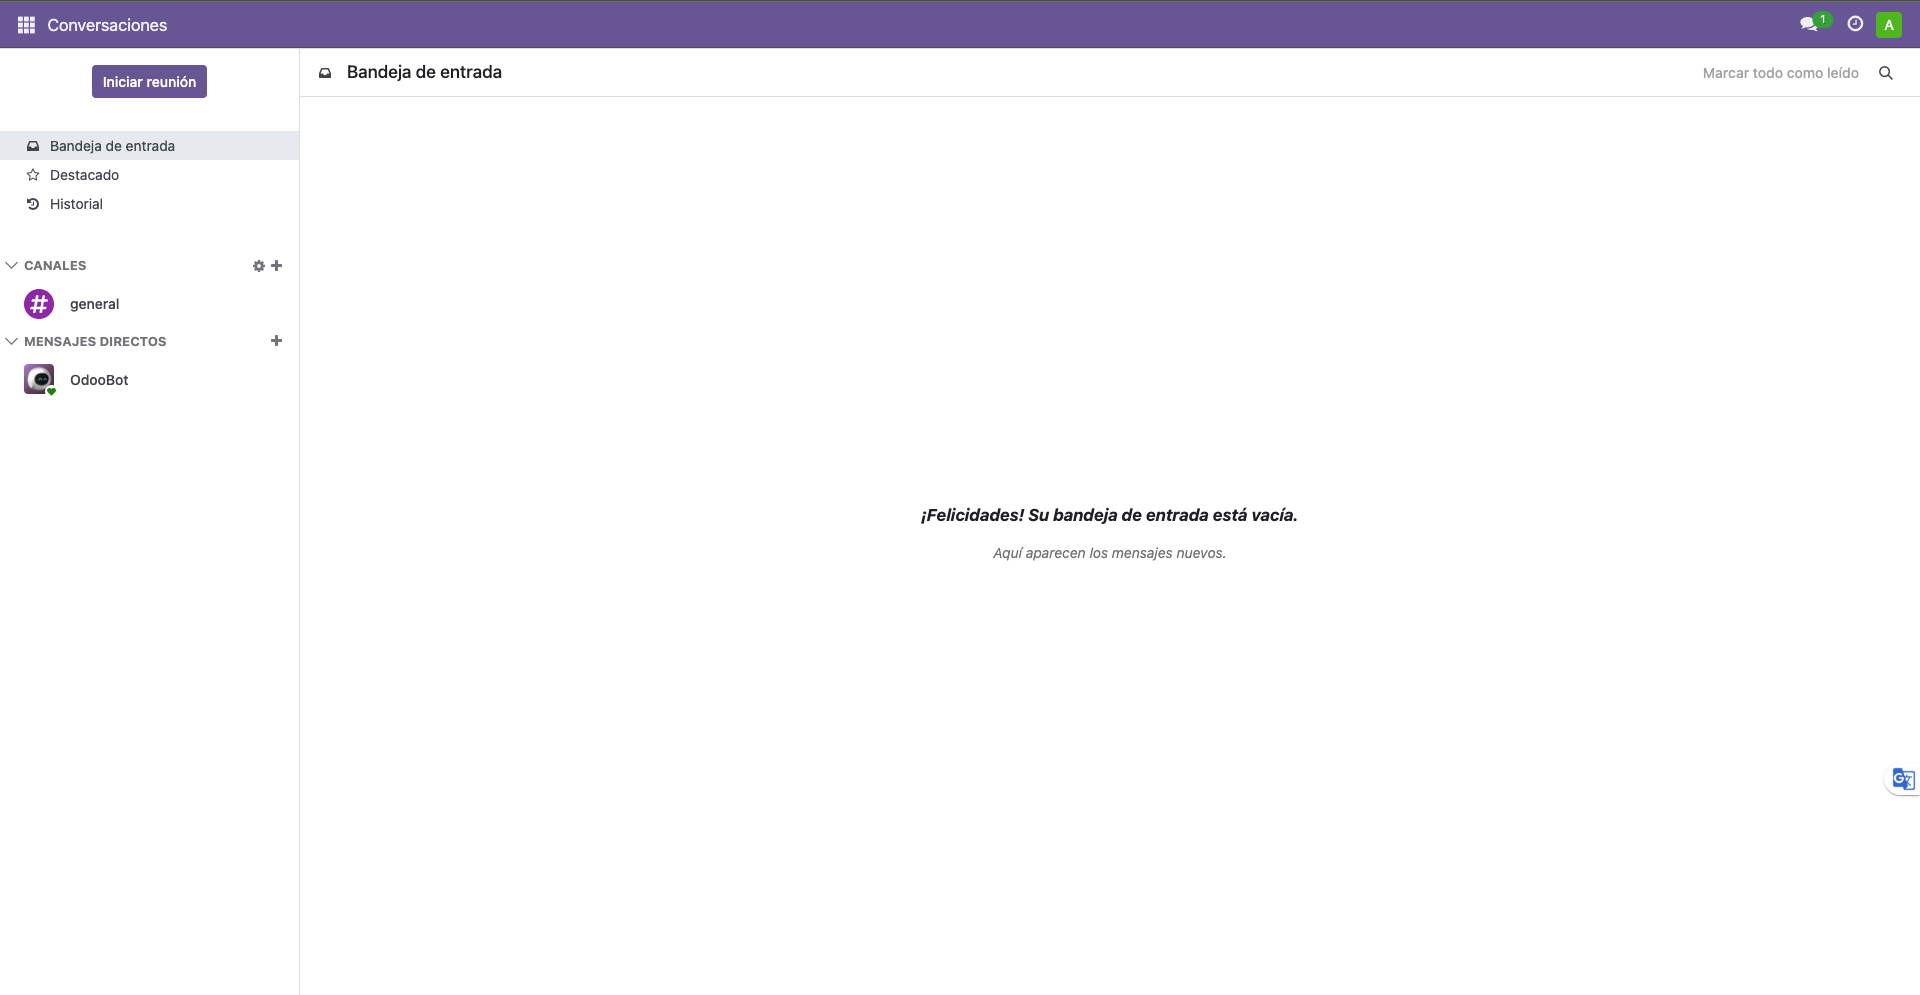 Conversaciones
1
A
Iniciar reunión
Bandeja de entrada
Marcar todo como leído
Bandeja de entrada
Destacado
Historial
CANALES
general
MENSAJES DIRECTOS
OdooBot
¡Felicidades! Su bandeja de entrada está vacía.
Aquí aparecen los mensajes nuevos.